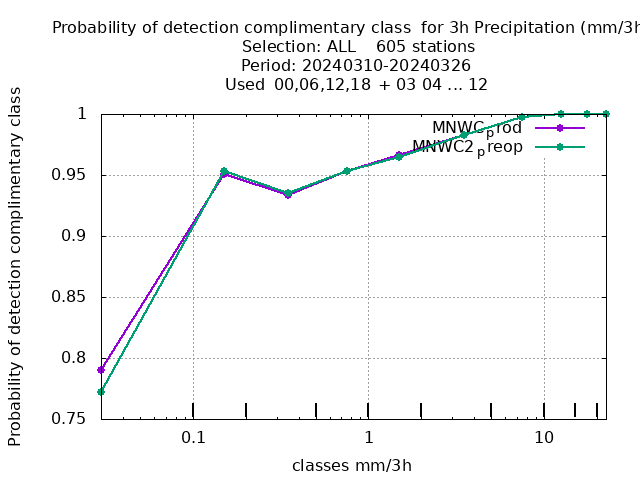 Probability of detection complimentary class for 3h Precipitation (mm/3h
Selection: ALL 605 stations
Period: 20240310-20240326
Used 00,06,12,18 + 03 04 ... 12
Probability of detection complimentary class
1
0.95
0.9
0.85
0.8
0.75
MNWC_prod
MNWC2_preop
0.1 1 10
classes mm/3h